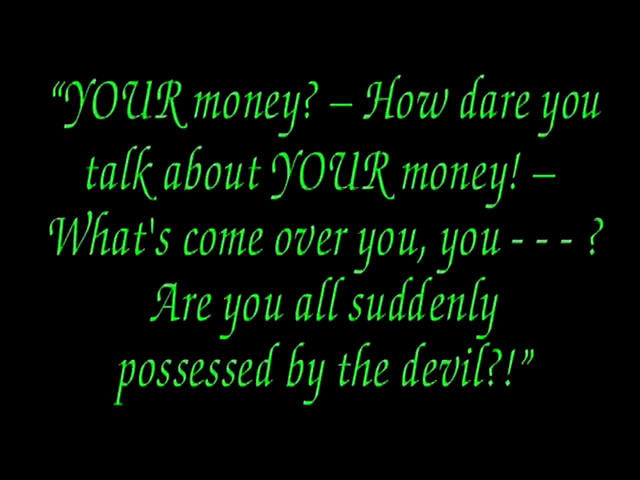 “YOUR money? – How dare you
talk about YOUR money! –
What's come over you, you - - - ?
Are you all suddenly
possessed by the devil?!”